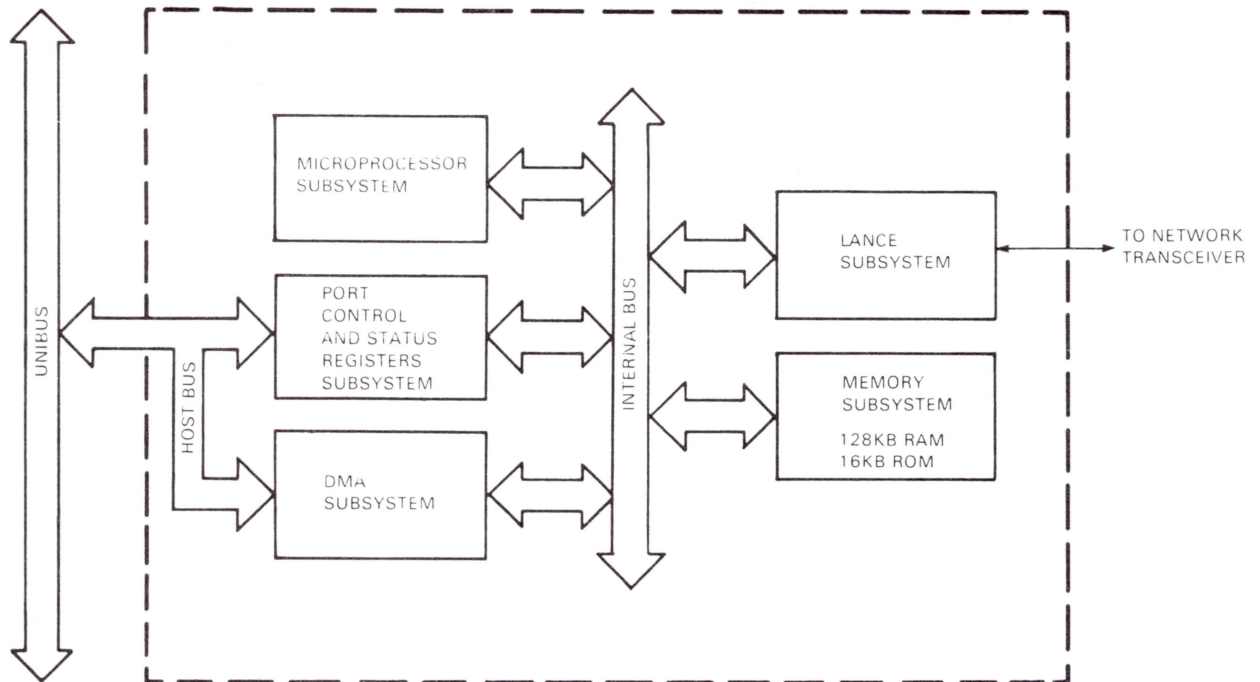 MICROPROCESSOR
SUBSYSTEM
PORT
CONTROL
AND STATUS
REGISTERS
SUBSYSTEM
DMA
SUBSYSTEM
UNIBUS
HOST BUS
INTERNAL BUS
LANCE
SUBSYSTEM
TO NETWORK
TRANSCEIVER
MEMORY
SUBSYSTEM
128KB RAM
16KB ROM